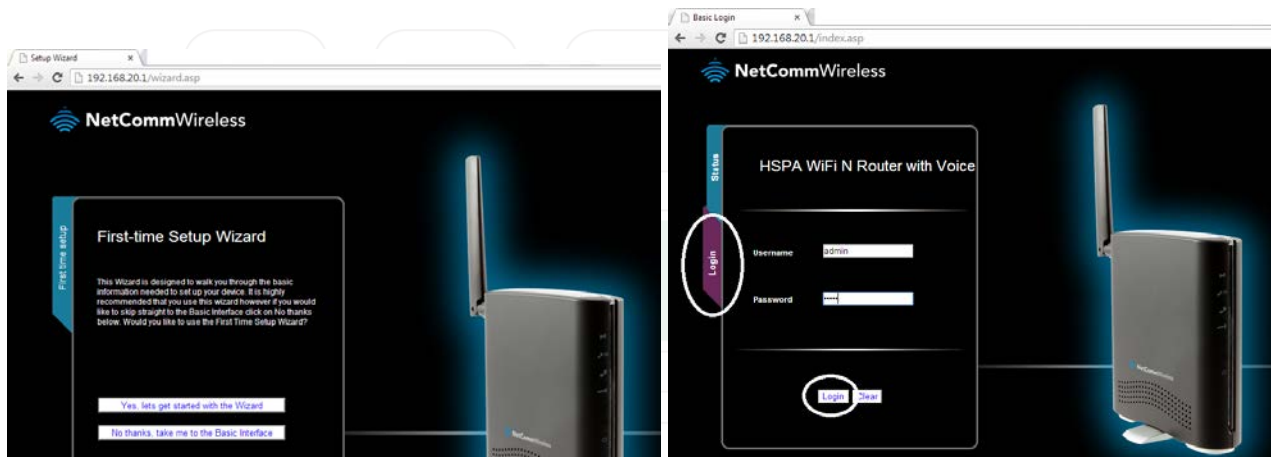 Setup Wizard
192.168.20.1/wizard.asp
NetCommWireless
First time setup
First-time Setup Wizard
This Wizard is designed to walk you through the basic
information needed to set up your device. It is highly
recommended that you use this wizard however if you would
like to skip straight to the Basic Interface click on No thanks
below. Would you like to use the First Time Setup Wizard?
Yes, lets get started with the Wizard
No thanks, take me to the Basic Interface
NetCommWireless
Basic Login
192.168.20.1/index.asp
NetCommWireless
Status
HSPA WiFi N Router with Voice
Login
Username admin
Password •••••
Login Clear
NetCommWireless